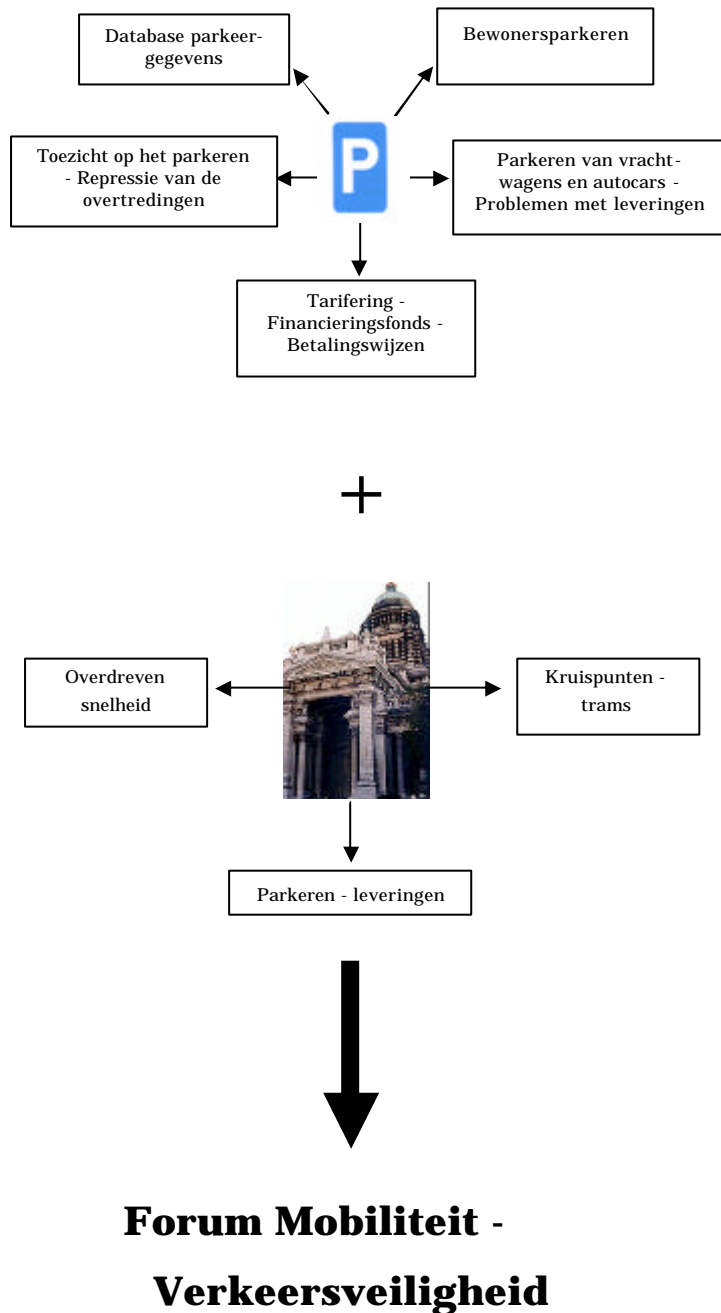 Database parkeer-
gegevens
Bewonersparkeren
P
Toezicht op het parkeren
- Repressie van de
overtredingen
Parkeren van vracht-
wagens en autocars -
Problemen met leveringen
Tarifering -
Financieringsfonds -
Betalingswijzen
+
Overdreven
snelheid
Kruispunten -
trams
Parkeren - leveringen
Forum Mobiliteit -
Verkeersveiligheid